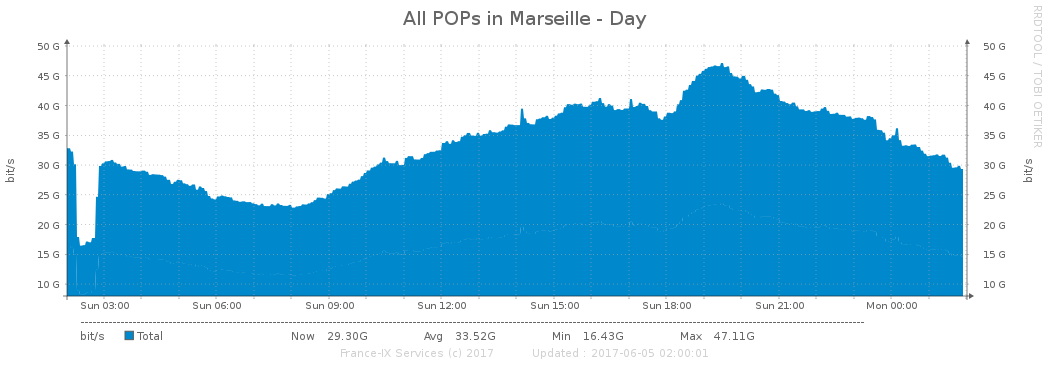 All POPs in Marseille - Day
RRDTOOL / TOBI OETIKER
50 G 50 G
45 G 45 G
40 G 40 G
35 G 35 G
30 G 30 G
25 G 25 G
20 G 20 G
15 G 15 G
10 G 10 G
bit/s
bit/s
Sun 03:00 Sun 06:00 Sun 09:00 Sun 12:00 Sun 15:00 Sun 18:00 Sun 21:00 Mon 00:00
bit/s Total Now 29.30G Avg 33.52G Min 16.43G Max 47.11G
France-IX Services (c) 2017 Updated : 2017-06-05 02:00:01